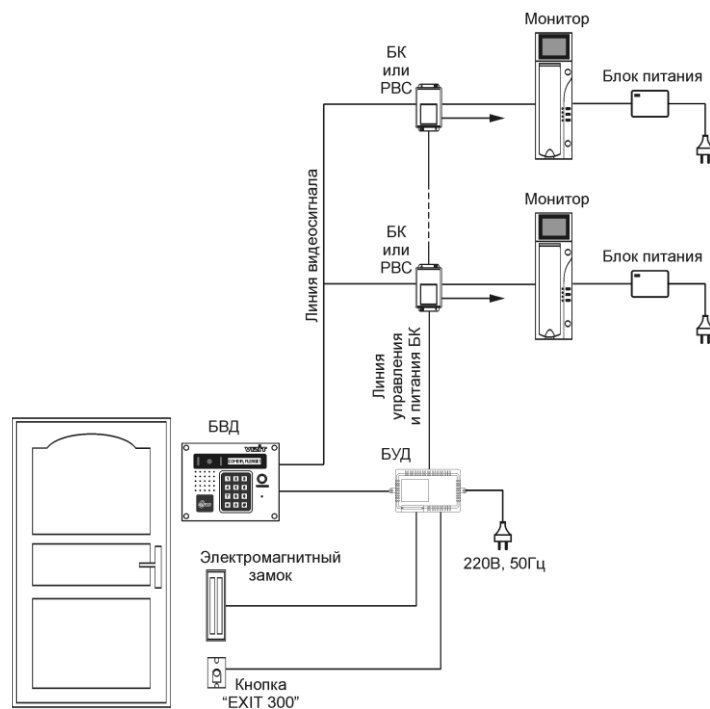 Монитор
БК
или
РВС
Блок питания
Монитор
БК
или
РВС
Блок питания
Линия видеосигнала
Линия
управления
и питания БК
БВД
VIZIT
БУД
220В, 50Гц
Электромагнитный
замок
Кнопка
“EXIT 300”